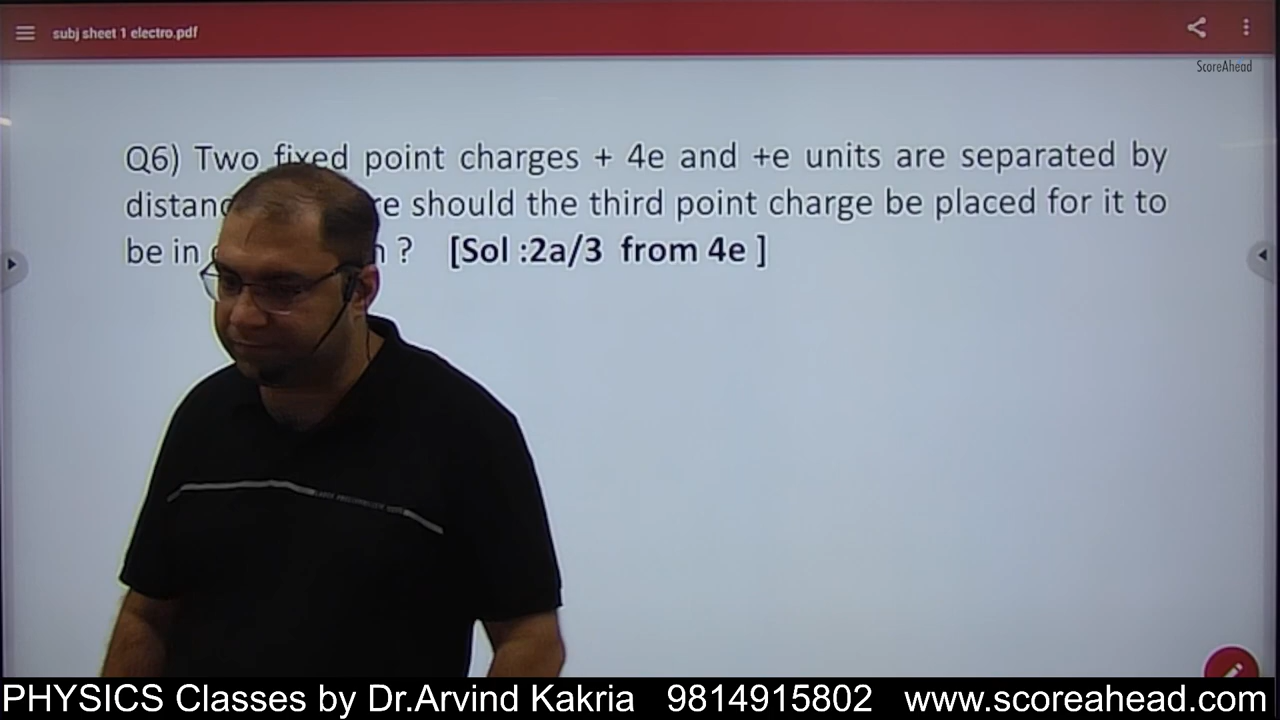 subj sheet 1 electro.pdf
ScoreAhead
Q6) Two fixed point charges + 4e and +e units are separated by
should the third point charge be placed for it to
be in ? [Sol :2a/3 from 4e ]
PHYSICS Classes by Dr.Arvind Kakria 9814915802 www.scoreahead.com